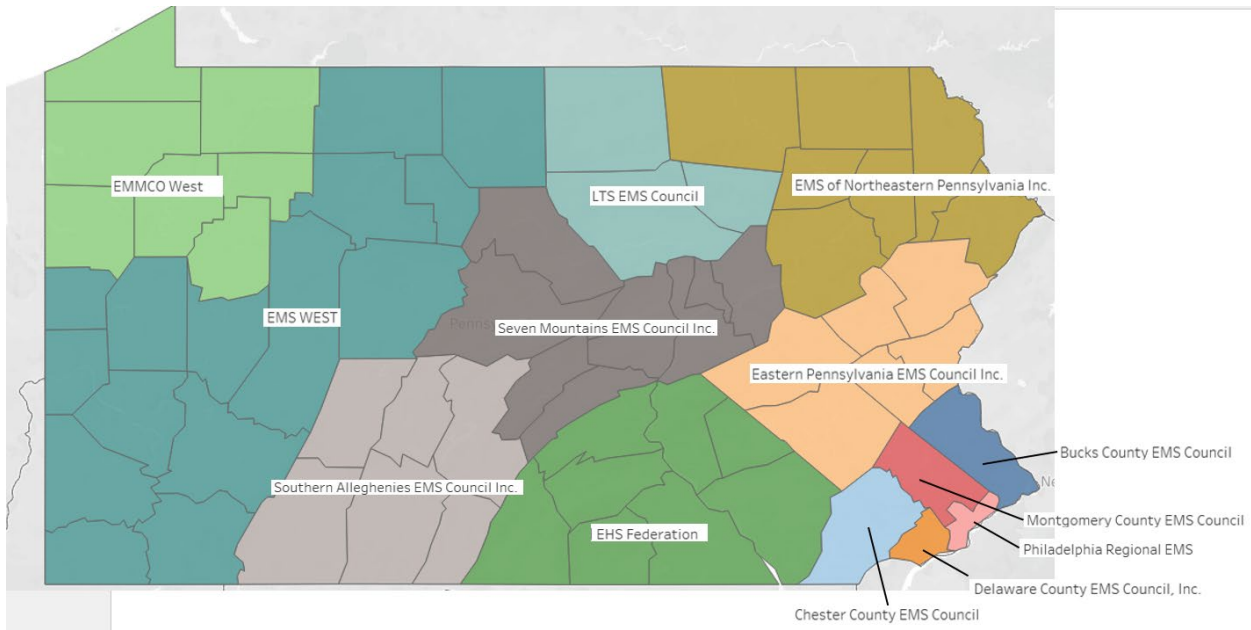 EMMCO West
LTS EMS Council
EMS of Northeastern Pennsylvania Inc.
EMS WEST
Seven Mountains EMS Council Inc.
Eastern Pennsylvania EMS Council Inc.
Bucks County EMS Council
Southern Alleghenies EMS Council Inc.
EHS Federation
Montgomery County EMS Council
Philadelphia Regional EMS
Delaware County EMS Council, Inc.
Chester County EMS Council